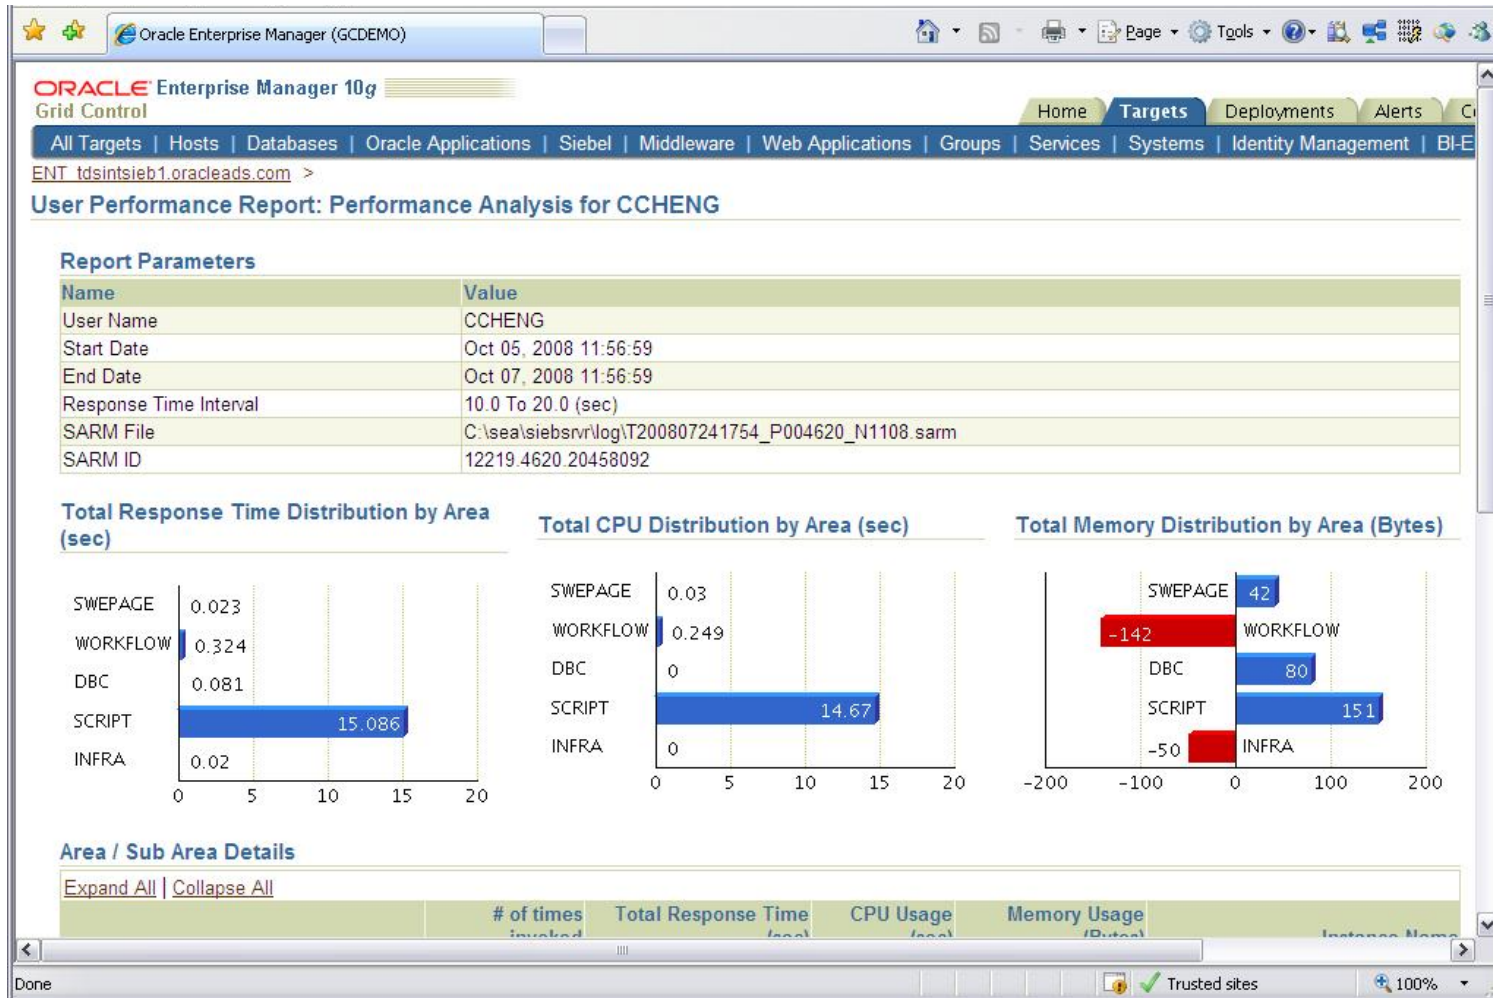 Oracle Enterprise Manager (GCDEMO)
Page Tools
ORACLE Enterprise Manager 10g
Grid Control
Home Targets Deployments Alerts
All Targets | Hosts | Databases | Oracle Applications | Siebel | Middleware | Web Applications | Groups | Services | Systems | Identity Management | BI-E
ENT_tdsintsieb1.oracleads.com >
User Performance Report: Performance Analysis for CCHENG
Report Parameters
Name Value
User Name CCHENG
Start Date Oct 05, 2008 11:56:59
End Date Oct 07, 2008 11:56:59
Response Time Interval 10.0 To 20.0 (sec)
SARM File C:\sea\siebsrvr\log\T200807241754_P004620_N1108.sarm
SARM ID 12219.4620.20458092
Total Response Time Distribution by Area
(sec)
SWEPAGE 0.023
WORKFLOW 0.324
DBC 0.081
SCRIPT 15.086
INFRA 0.02
0 5 10 15 20
Total CPU Distribution by Area (sec)
SWEPAGE 0.03
WORKFLOW 0.249
DBC 0
SCRIPT 14.67
INFRA 0
0 5 10 15 20
Total Memory Distribution by Area (Bytes)
SWEPAGE 42
-142 WORKFLOW
DBC 80
SCRIPT 151
-50 INFRA
-200 -100 0 100 200
Area / Sub Area Details
Expand All | Collapse All
# of times Total Response Time CPU Usage Memory Usage
invoked (sec) (sec) (Bytes) Instance Name
Done Trusted sites 100%